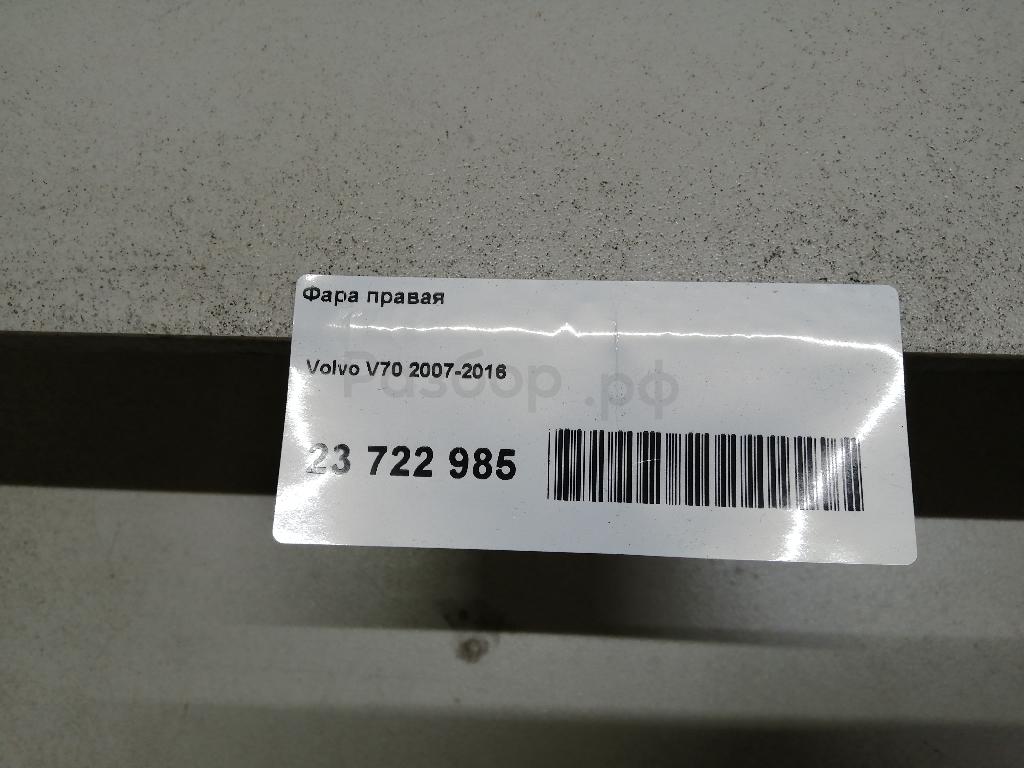 Фара правая
Volvo V70 2007-2016
Разбор.рф
23 722 985